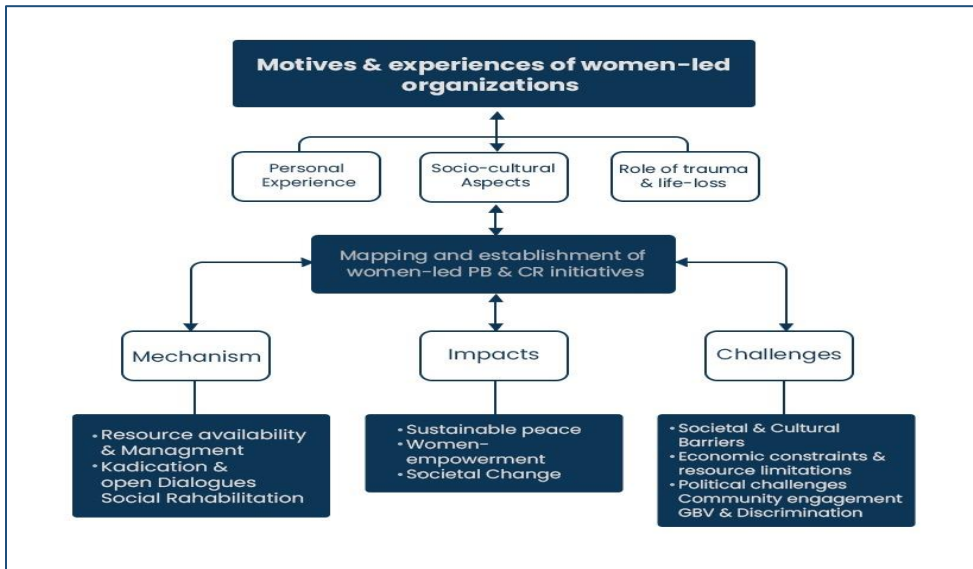 Motives & experiences of women-led
organizations
Personal
Experience
Socio-cultural
Aspects
Role of trauma
& life-loss
Mapping and establishment of
women-led PB & CR initiatives
Mechanism
Impacts
Challenges
• Resource availability
& Managment
• Kadication &
open Dialogues
Social Rahabilitation
• Sustainable peace
• Women-
empowerment
• Societal Change
• Societal & Cultural
Barriers
• Economic constraints &
resource limitations
• Political challenges
Community engagement
GBV & Discrimination